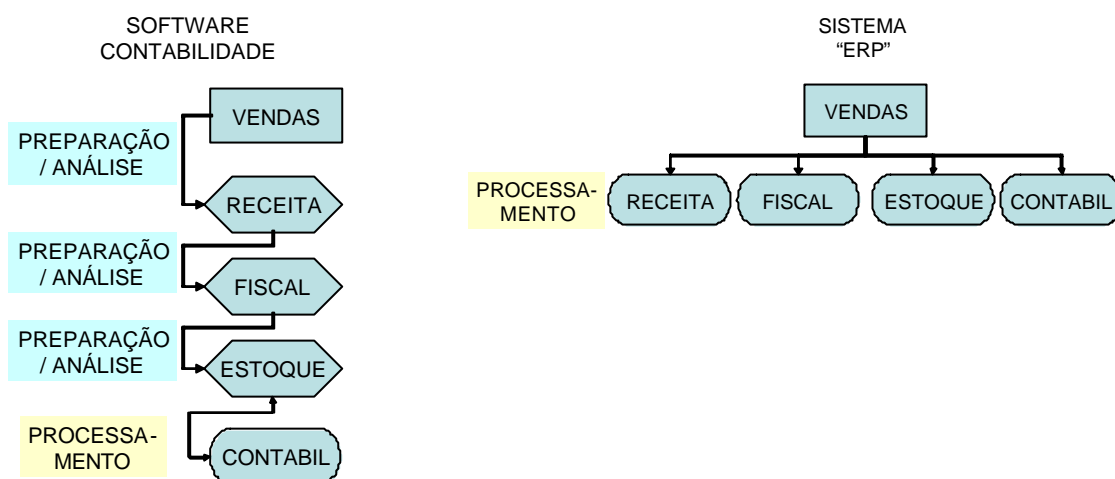 SOFTWARE
CONTABILIDADE
VENDAS
PREPARAÇÃO
/ ANÁLISE
RECEITA
PREPARAÇÃO
/ ANÁLISE
FISCAL
PREPARAÇÃO
/ ANÁLISE
ESTOQUE
PROCESSA-
MENTO
CONTABIL
SISTEMA
“ERP”
VENDAS
PROCESSA-
MENTO
RECEITA
FISCAL
ESTOQUE
CONTABIL